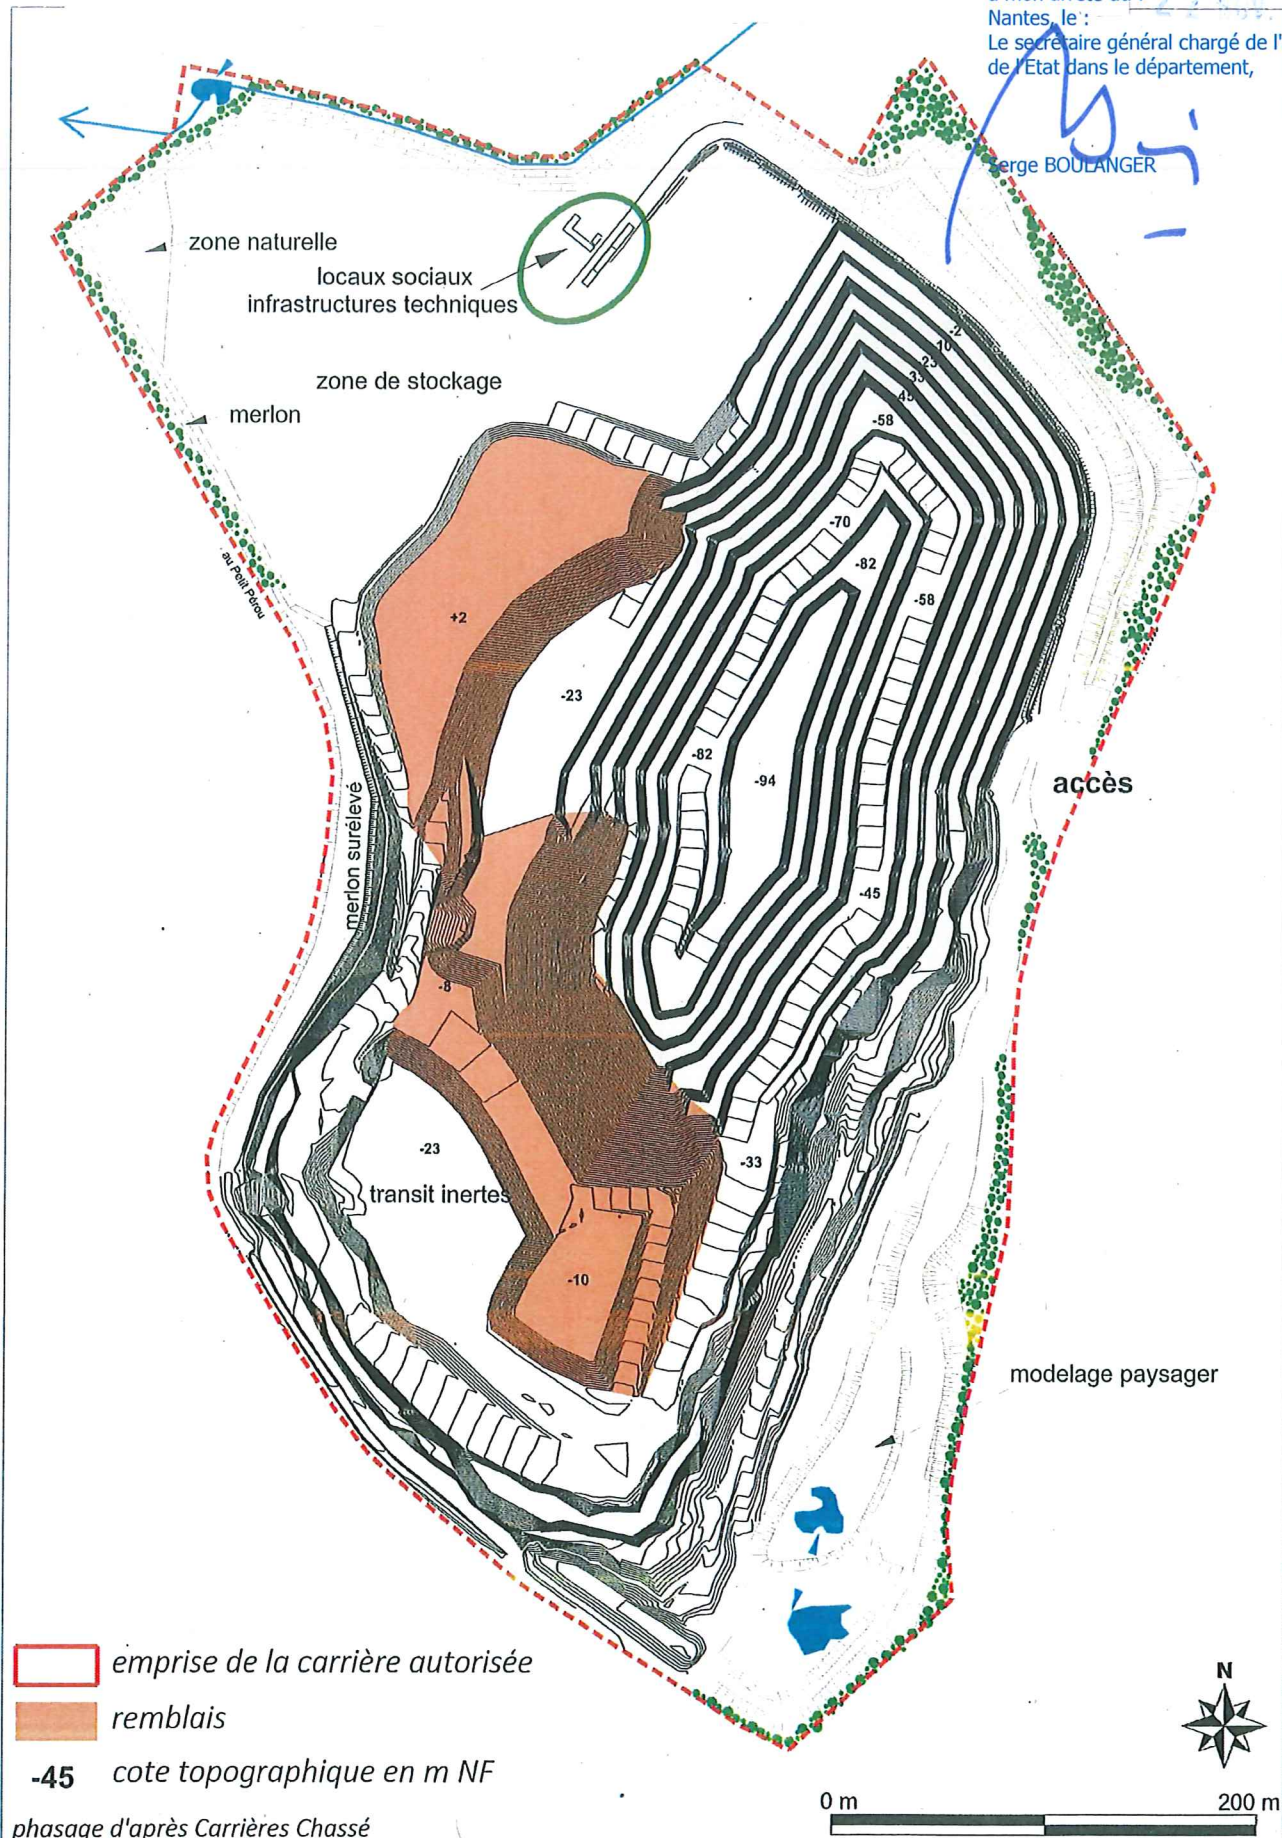 Nantes, le :
Le secrétaire général chargé de l'
de l'Etat dans le département,
Serge BOULANGER
zone naturelle
locaux sociaux
infrastructures techniques
zone de stockage
merlon
-2
-10
-23
-33
-45
-58
-70
-82
-58
au Petit Pérou
+2
-23
-82
-94
accès
merlon surélevé
-45
-8
-23
-33
transit inertes
-10
modelage paysager
emprise de la carrière autorisée
remblais
-45 cote topographique en m NF
phasage d'après Carrières Chassé
N
0 m 200 m